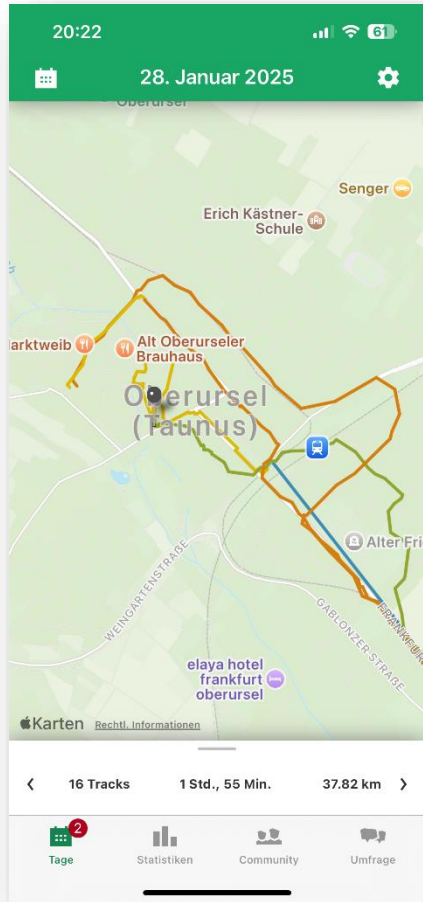 20:22
61
28. Januar 2025
Oberursel
Senger
Erich Kästner-
Schule
arktweib
Alt Oberurseler
Brauhaus
Oberursel
(Taunus)
Alter Fri
WEINGÄRTENSTRAßE
GABLONZER STRAßE
FRANKFUR
elaya hotel
frankfurt
oberursel
Karten Rechtl. Informationen
16 Tracks 1 Std., 55 Min. 37.82 km
2
Tage Statistiken Community Umfrage